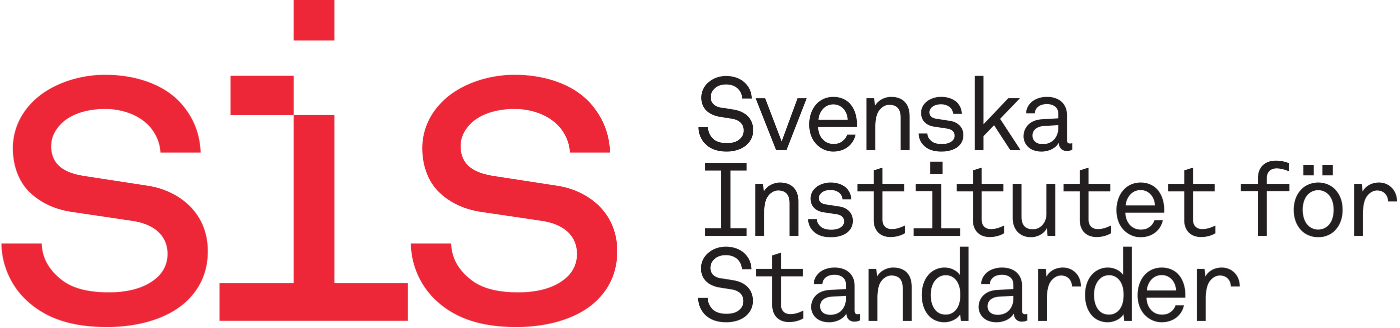 sis
Svenska
Institutet för
Standarder